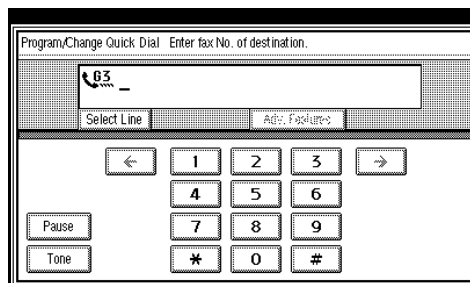 Program/Change Quick Dial Enter fax No. of destination.
G3 _
Select Line Adv. Features
← 1 2 3 →
4 5 6
Pause 7 8 9
Tone * 0 #